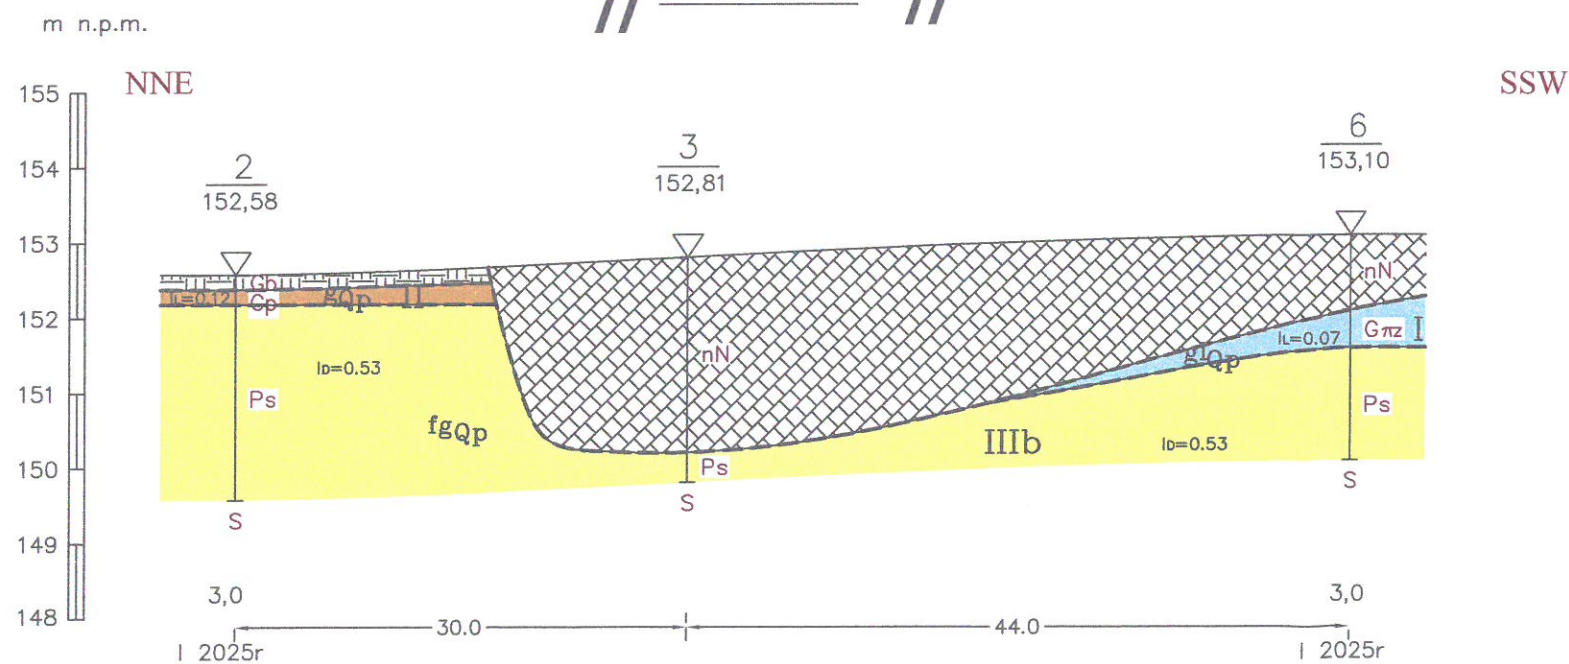 m n.p.m.
NNE
SSW
155
154
153
152
151
150
149
148
2
152,58
3
152,81
6
153,10
Gb
IL=0.12
Gp
gQp
II
nN
nN
Gπz
I
IL=0.07
glQp
ID=0.53
Ps
fgQp
Ps
IIIb
ID=0.53
Ps
S
S
S
3,0
3,0
30.0
44.0
I 2025r
I 2025r